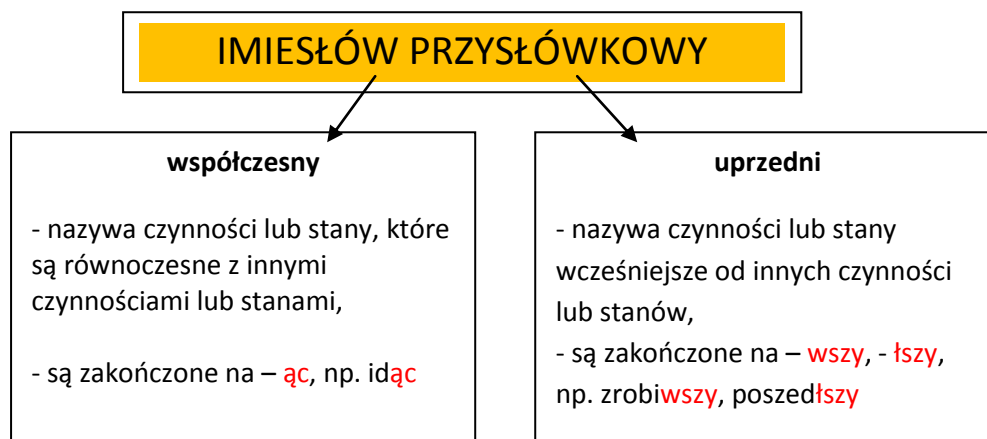 IMIESŁÓW PRZYSŁÓWKOWY
współczesny
- nazywa czynności lub stany, które
są równoczesne z innymi
czynnościami lub stanami,
- są zakończone na – ąc, np. idąc
uprzedni
- nazywa czynności lub stany
wcześniejsze od innych czynności
lub stanów,
- są zakończone na – wszy, - łszy,
np. zrobiwszy, poszedłszy